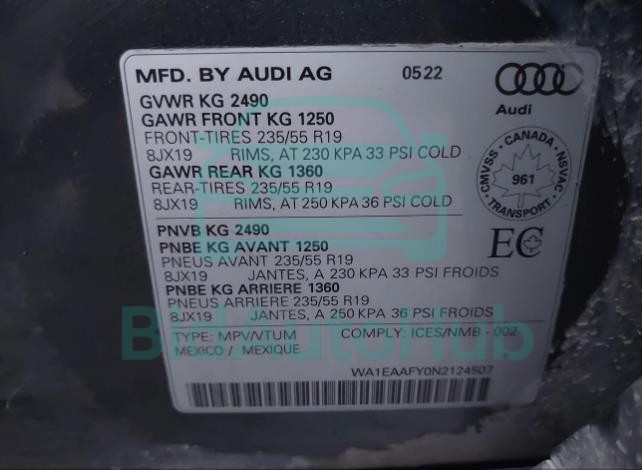 MFD. BY AUDI AG 0522
Audi
GVWR KG 2490
GAWR FRONT KG 1250
FRONT-TIRES 235/55 R19
8JX19 RIMS, AT 230 KPA 33 PSI COLD
GAWR REAR KG 1360
REAR-TIRES 235/55 R19
8JX19 RIMS, AT 250 KPA 36 PSI COLD
CMVSS • CANADA • NSVAC
961
TRANSPORT
PNVB KG 2490
PNBE KG AVANT 1250
PNEUS AVANT 235/55 R19
8JX19 JANTES, A 230 KPA 33 PSI FROIDS
PNBE KG ARRIERE 1360
PNEUS ARRIERE 235/55 R19
8JX19 JANTES, A 250 KPA 36 PSI FROIDS
EC
TYPE: MPV/VTUM COMPLY: ICES/NMB - 002
MEXICO / MEXIQUE
BidAutoHub
WA1EAAFY0N2124507